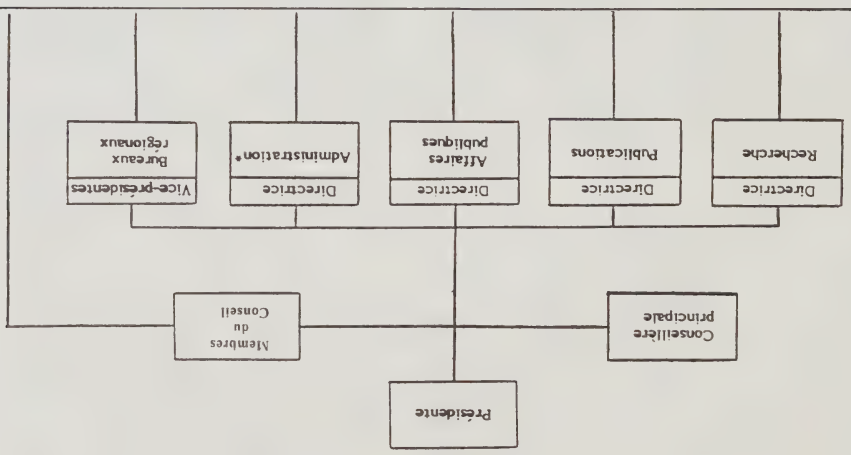 Présidente
Conseillère
principale
Membres
du
Conseil
Directrice
Recherche
Directrice
Publications
Directrice
Affaires
publiques
Directrice
Administration*
Vice-présidentes
Bureaux
régionaux